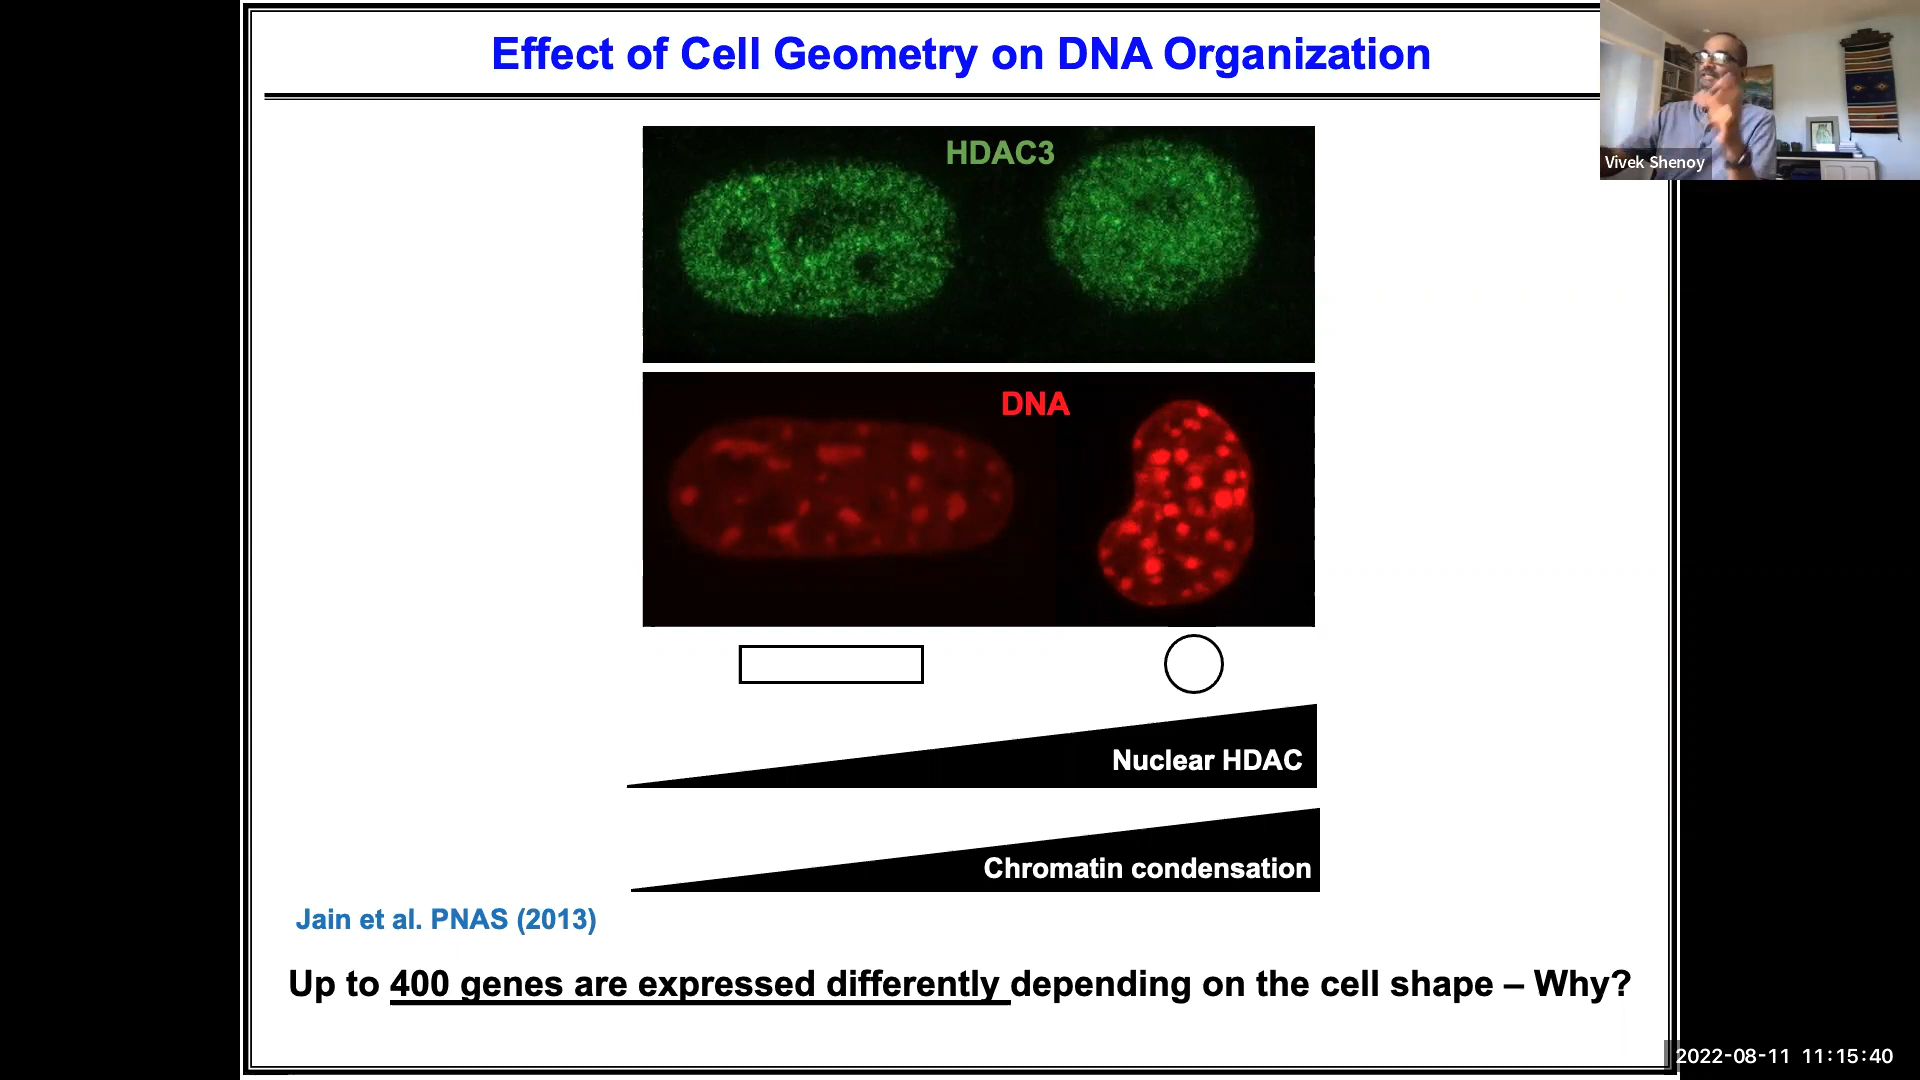 Effect of Cell Geometry on DNA Organization
Vivek Shenoy
HDAC3
DNA
Nuclear HDAC
Chromatin condensation
Jain et al. PNAS (2013)
Up to 400 genes are expressed differently depending on the cell shape – Why?
2022-08-11 11:15:40